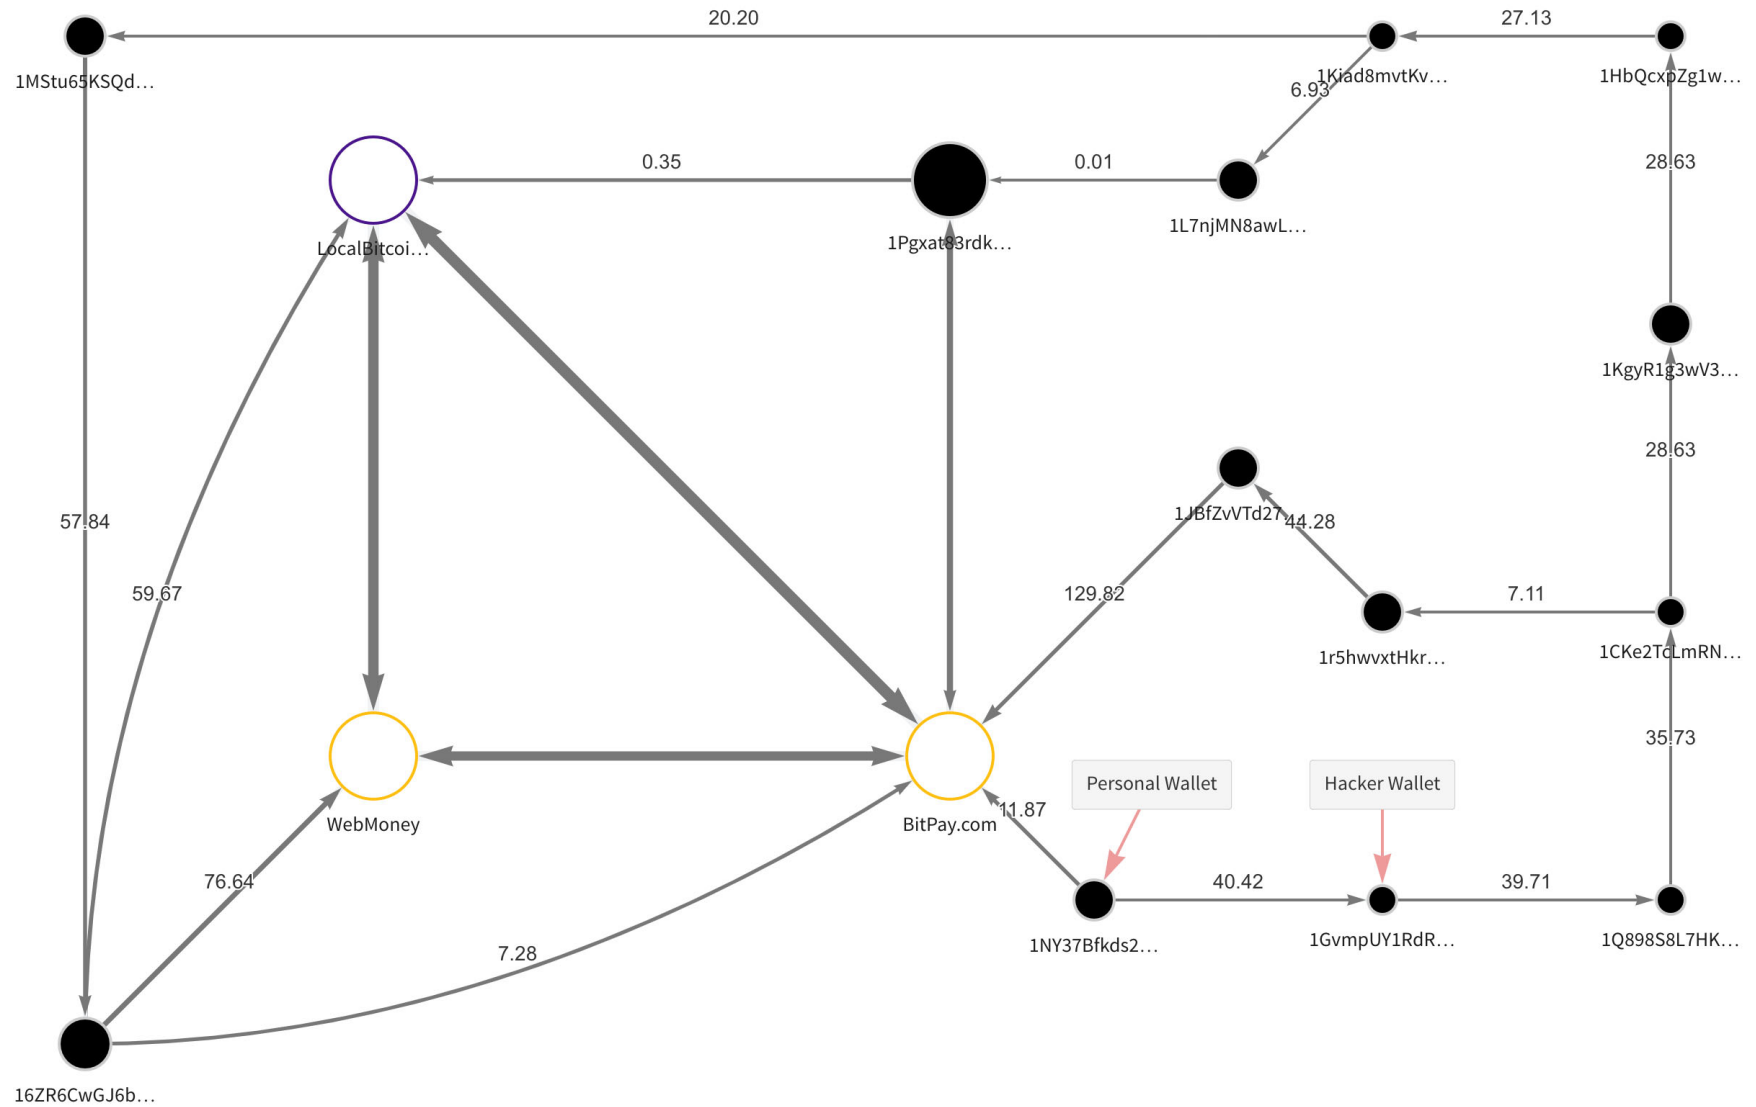 20.20
27.13
1MStu65KSQd…
1Kiad8mvtKv…
1HbQcxpZg1w…
6.93
0.35
0.01
28.63
LocalBitcoi…
1Pgxat83rdk…
1L7njMN8awL…
1KgyR1g3wV3…
28.63
57.84
1JBfZvVTd27
44.28
59.67
129.82
7.11
1r5hwvxtHkr…
1CKe2TcLmRN…
35.73
Personal Wallet
Hacker Wallet
WebMoney
BitPay.com
11.87
76.64
40.42
39.71
7.28
1NY37Bfkds2…
1GvmpUY1RdR…
1Q898S8L7HK…
16ZR6CwGJ6b…